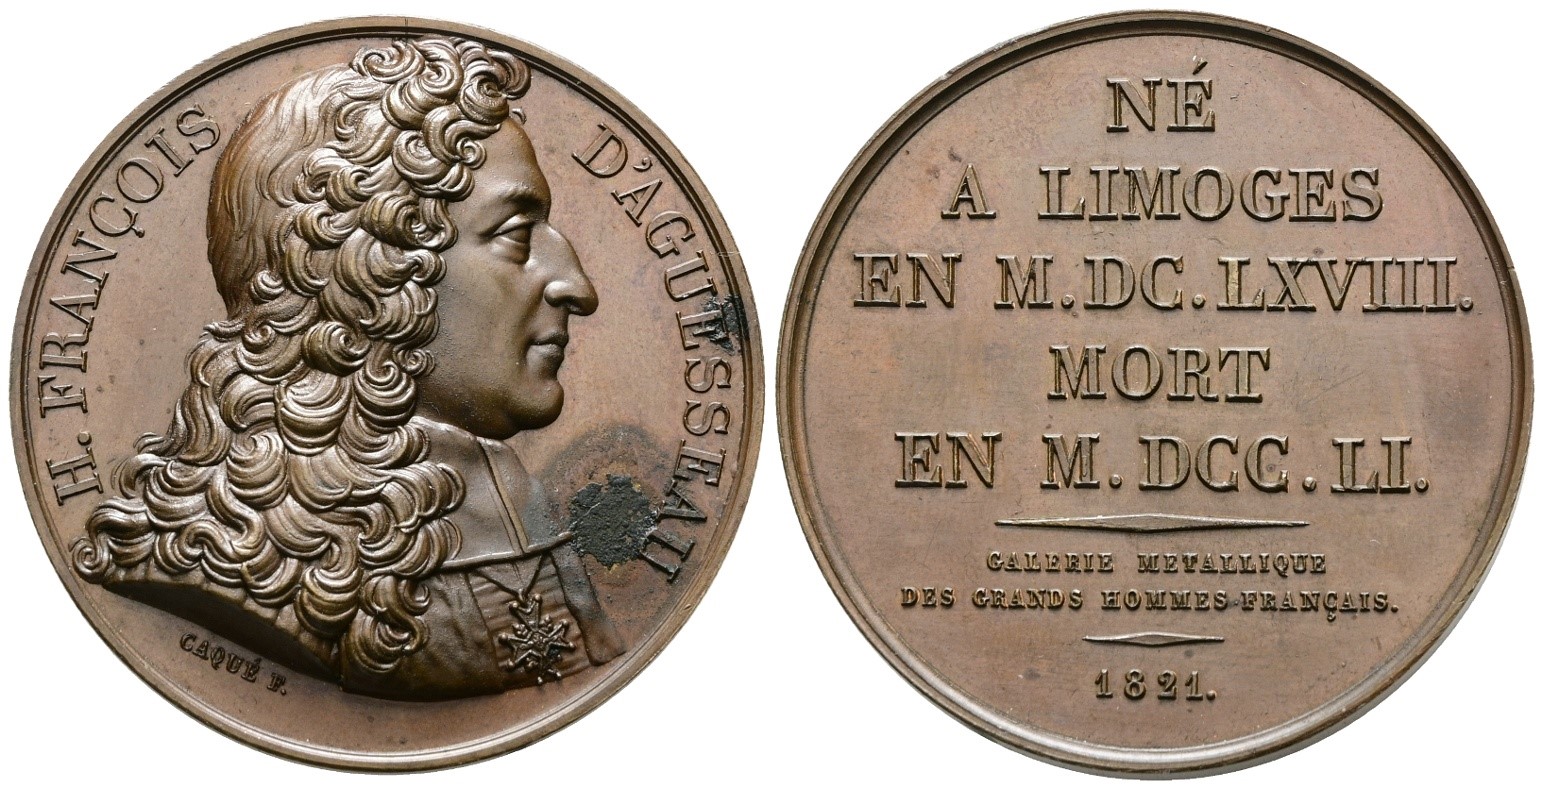 H. FRANÇOIS D'AGUESSEAU
CAQUÉ F.
NÉ
A LIMOGES
EN M.DC.LXVIII.
MORT
EN M.DCC.LI.
GALERIE METALLIQUE
DES GRANDS HOMMES FRANÇAIS.
1821.